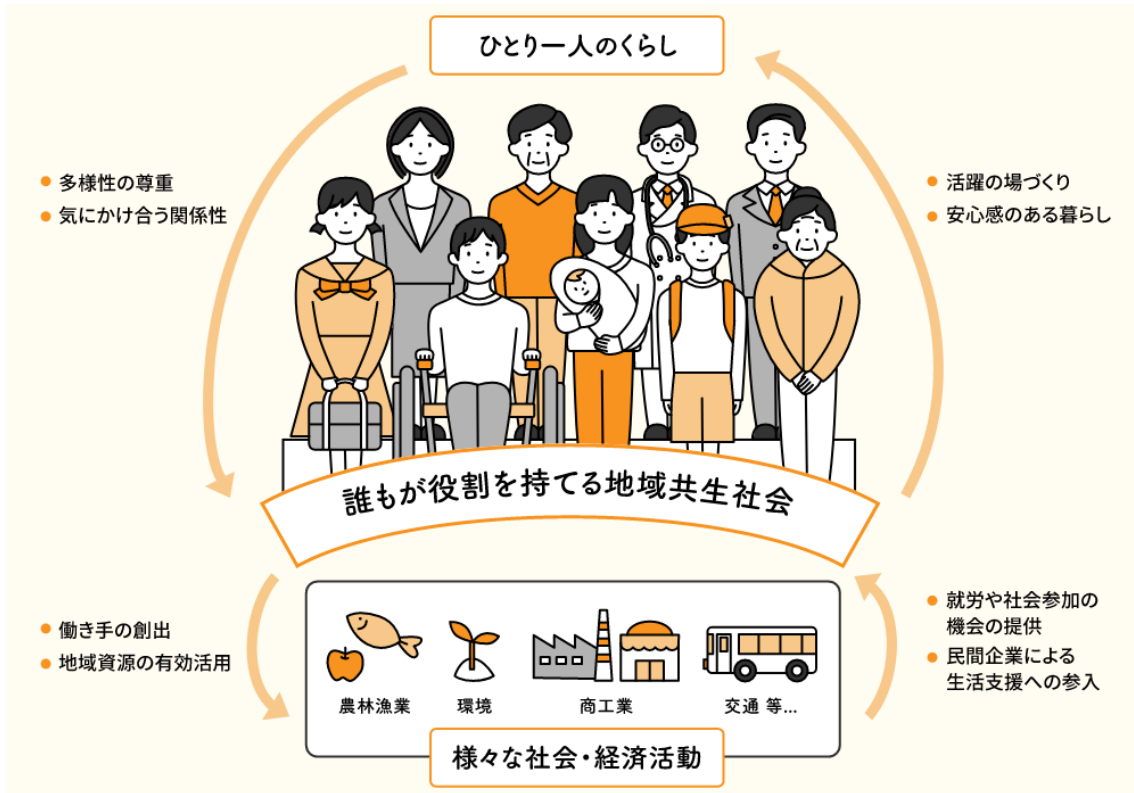 ひとり一人のくらし
多様性の尊重
気にかけ合う関係性
活躍の場づくり
安心感のある暮らし
誰もが役割を持てる地域共生社会
働き手の創出
地域資源の有効活用
就労や社会参加の
機会の提供
民間企業による
生活支援への参入
農林漁業
環境
商工業
交通 等...
様々な社会・経済活動